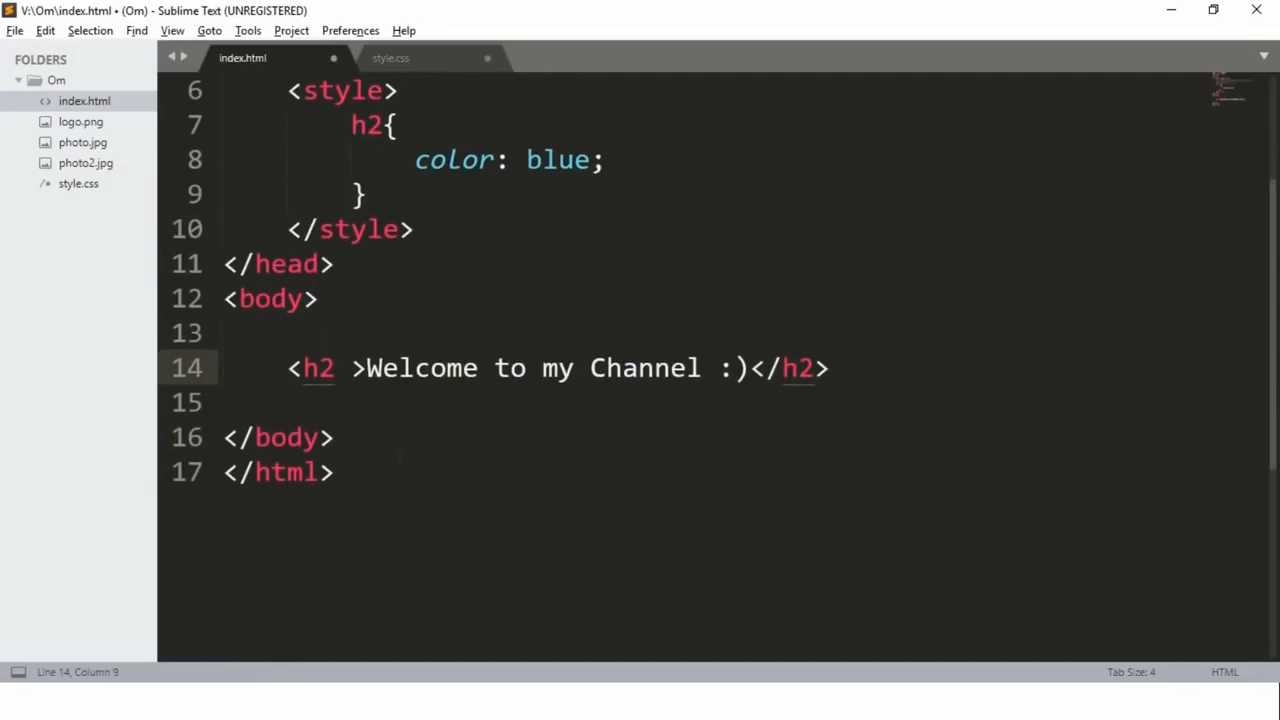 V:\Om\index.html • (Om) - Sublime Text (UNREGISTERED)
File Edit Selection Find View Goto Tools Project Preferences Help
FOLDERS
Om
index.html
logo.png
photo.jpg
photo2.jpg
style.css
index.html style.css
6 <style>
7 h2{
8 color: blue;
9 }
10 </style>
11 </head>
12 <body>
13
14 <h2 >Welcome to my Channel :)</h2>
15
16 </body>
17 </html>
Line 14, Column 9 Tab Size: 4 HTML